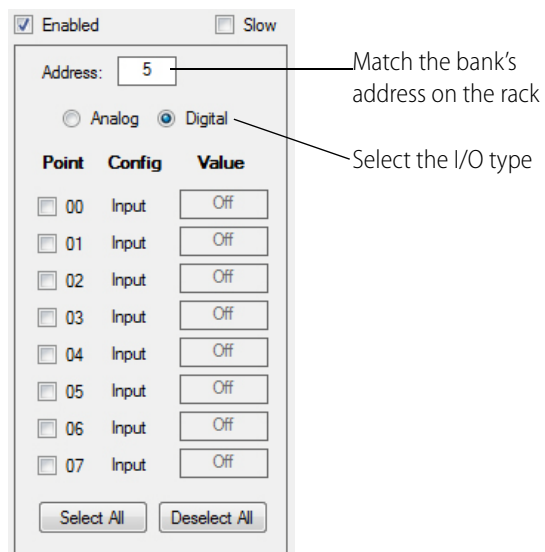 Enabled Slow
Address: 5
Match the bank's
address on the rack
Analog Digital
Select the I/O type
Point Config Value
00 Input Off
01 Input Off
02 Input Off
03 Input Off
04 Input Off
05 Input Off
06 Input Off
07 Input Off
Select All Deselect All